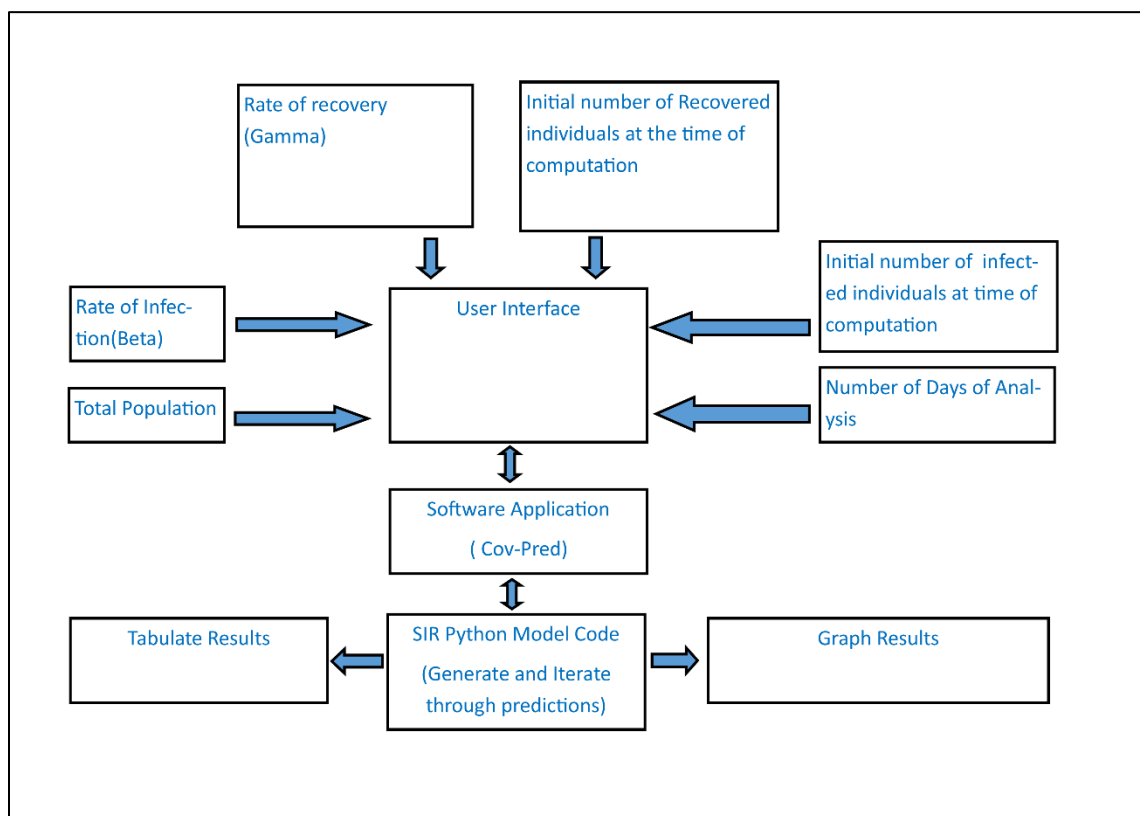 Rate of recovery
(Gamma)
Initial number of Recovered
individuals at the time of
computation
Rate of Infec-
tion(Beta)
User Interface
Initial number of  infect-
ed individuals at time of
computation
Total Population
Number of Days of Anal-
ysis
Software Application
( Cov-Pred)
Tabulate Results
SIR Python Model Code
(Generate and Iterate
through predictions)
Graph Results